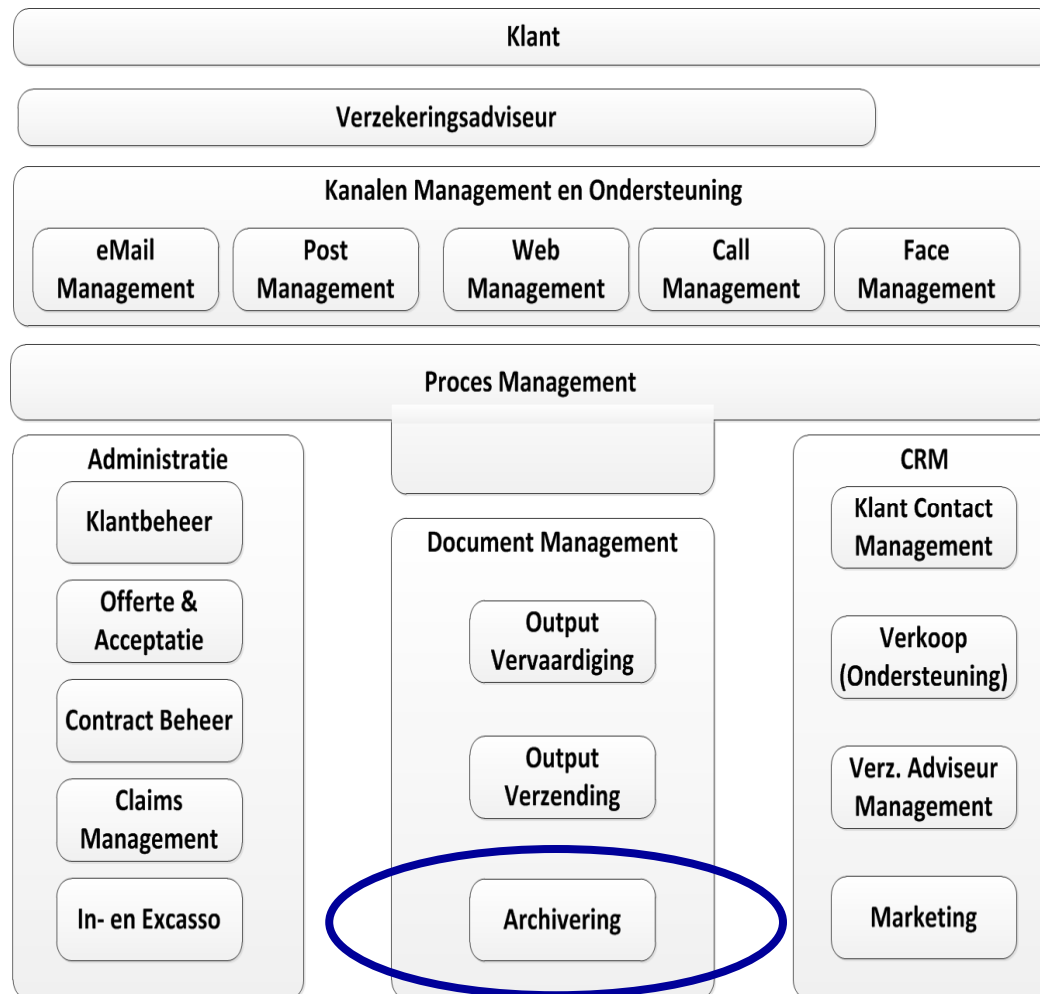 Klant
Verzekeringsadviseur
Kanalen Management en Ondersteuning
eMail
Management
Post
Management
Web
Management
Call
Management
Face
Management
Proces Management
Administratie
Klantbeheer
Offerte &
Acceptatie
Contract Beheer
Claims
Management
In- en Excasso
Document Management
Output
Vervaardiging
Output
Verzending
Archivering
CRM
Klant Contact
Management
Verkoop
(Ondersteuning)
Verz. Adviseur
Management
Marketing